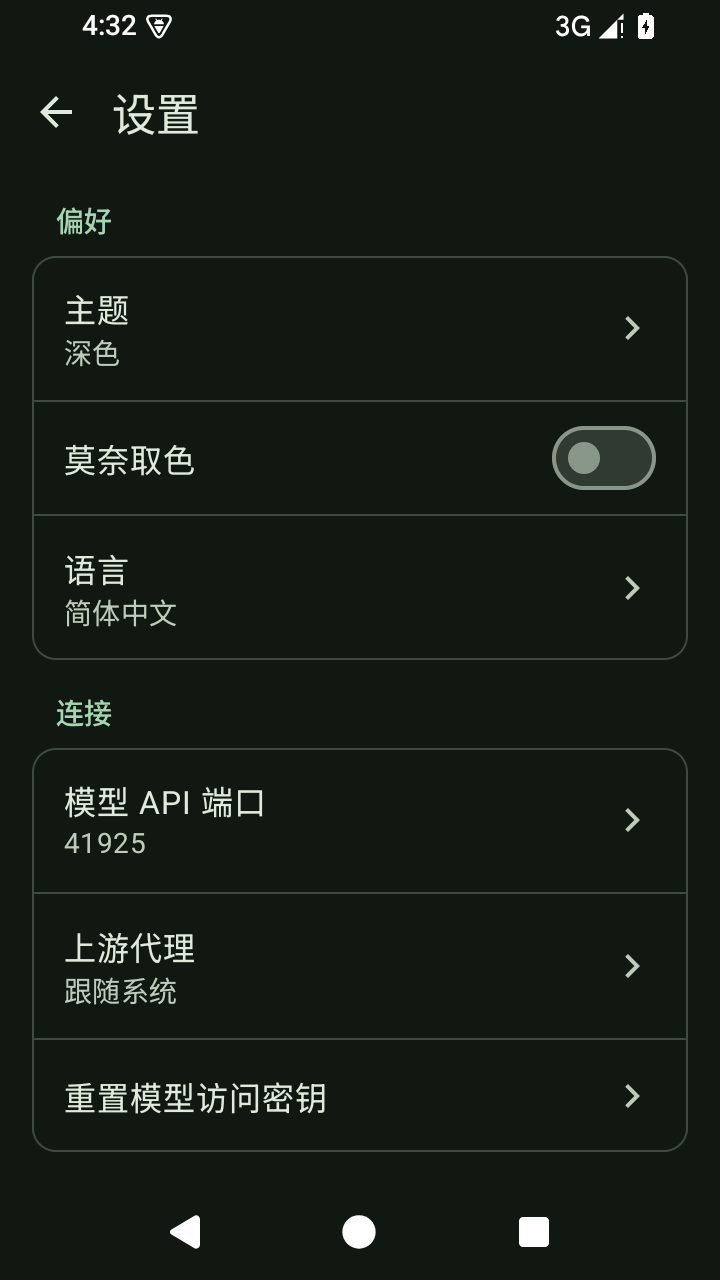 4:32 3G
设置
偏好
主题
深色
莫奈取色
语言
简体中文
连接
模型 API 端口
41925
上游代理
跟随系统
重置模型访问密钥